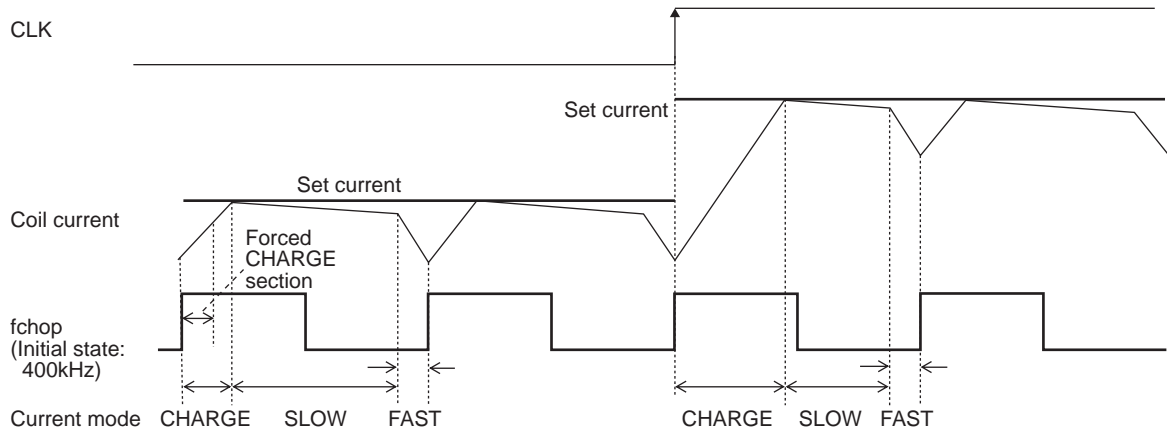 CLK
Set current
Set current
Coil current
Forced
CHARGE
section
fchop
(Initial state:
400kHz)
Current mode CHARGE SLOW FAST CHARGE SLOW FAST